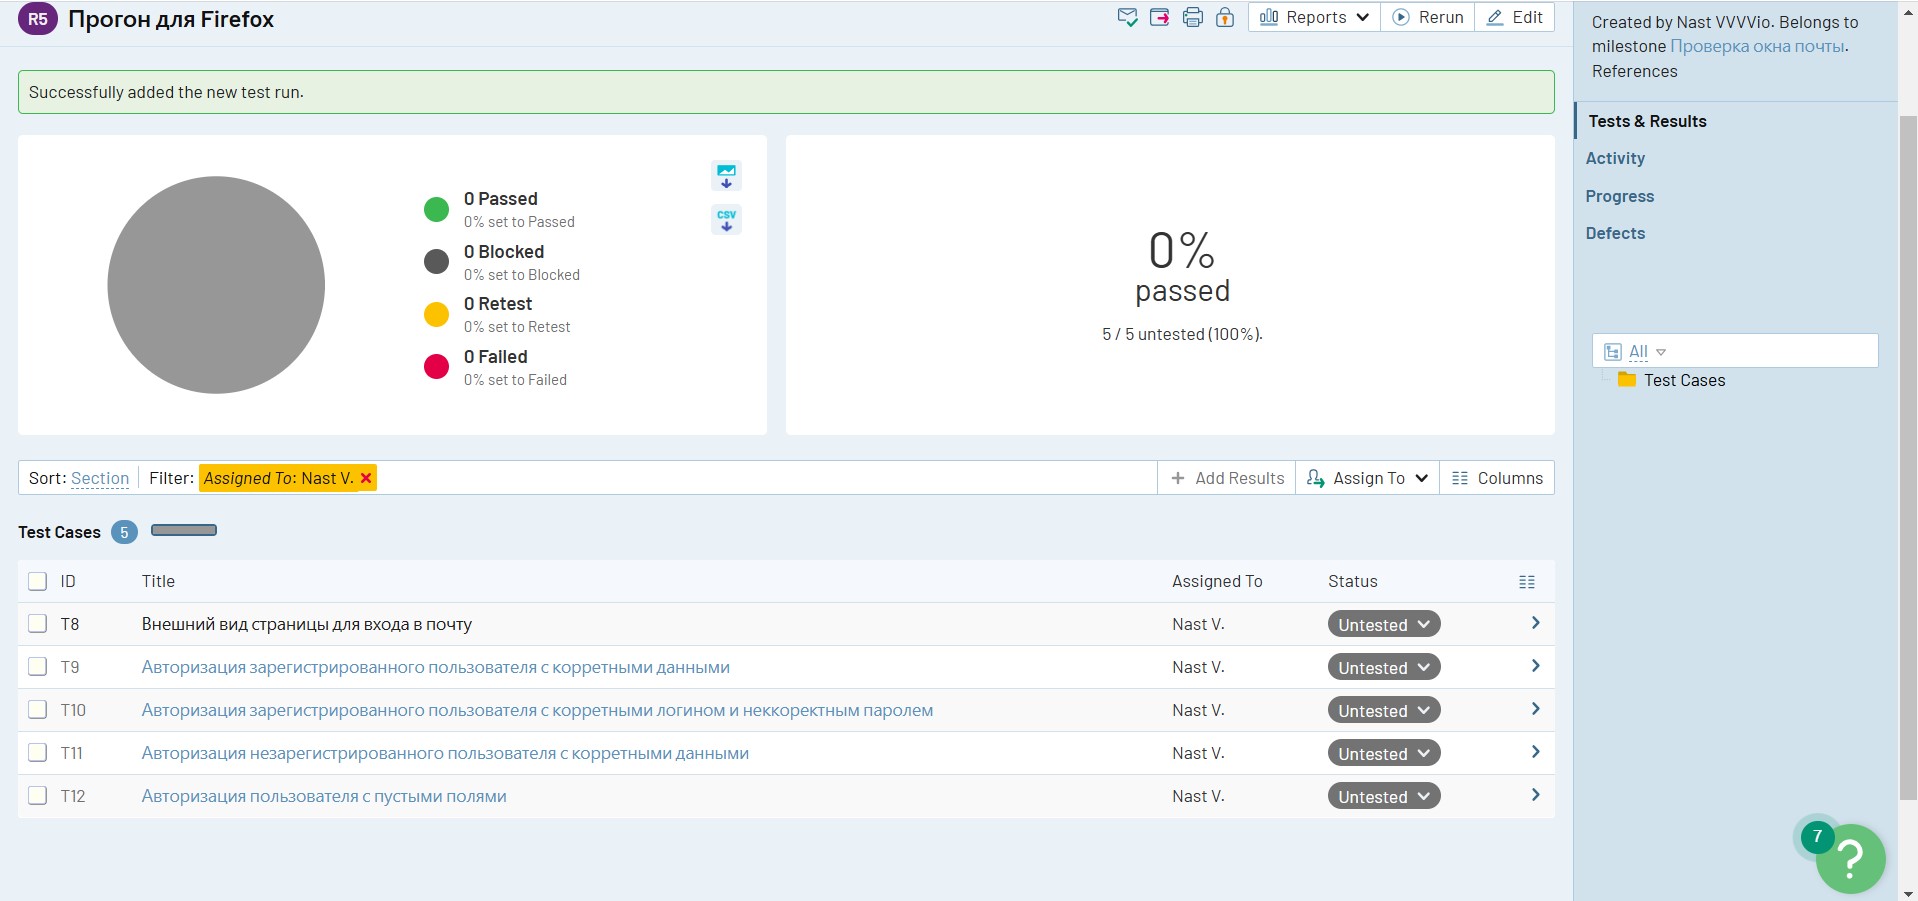 R5 Прогон для Firefox
Reports Rerun Edit
Successfully added the new test run.
0 Passed
0% set to Passed
0 Blocked
0% set to Blocked
0 Retest
0% set to Retest
0 Failed
0% set to Failed
CSV
0%
passed
5 / 5 untested (100%).
Sort: Section Filter: Assigned To: Nast V. Add Results Assign To Columns
Test Cases 5
ID Title Assigned To Status
T8 Внешний вид страницы для входа в почту Nast V. Untested
T9 Авторизация зарегистрированного пользователя с корретными данными Nast V. Untested
T10 Авторизация зарегистрированного пользователя с корретными логином и неккоректным паролем Nast V. Untested
T11 Авторизация незарегистрированного пользователя с корретными данными Nast V. Untested
T12 Авторизация пользователя с пустыми полями Nast V. Untested
Created by Nast VVVVio. Belongs to
milestone Проверка окна почты.
References
Tests & Results
Activity
Progress
Defects
All
Test Cases
7
?